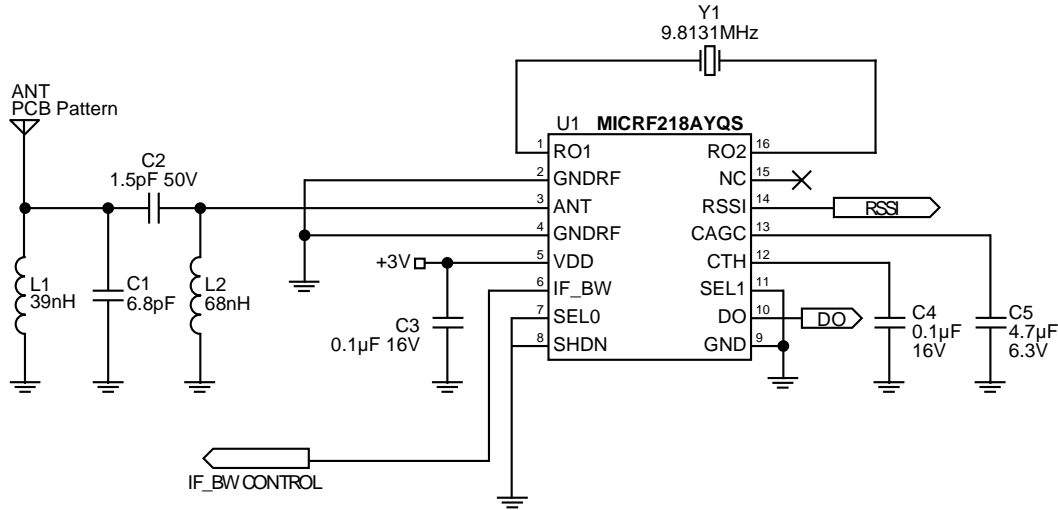 Y1
9.8131MHz
ANT
PCB Pattern
U1 MICRF218AYQS
C2
1.5pF 50V
1 RO1
2 GNDRF
3 ANT
4 GNDRF
5 VDD
6 IF_BW
7 SEL0
8 SHDN
RO2 16
NC 15
RSSI 14
CAGC 13
CTH 12
SEL1 11
DO 10
GND 9
RSSI
+3V
L1
39nH
C1
6.8pF
L2
68nH
C3
0.1µF 16V
DO
C4
0.1µF
16V
C5
4.7µF
6.3V
IF_BW CONTROL